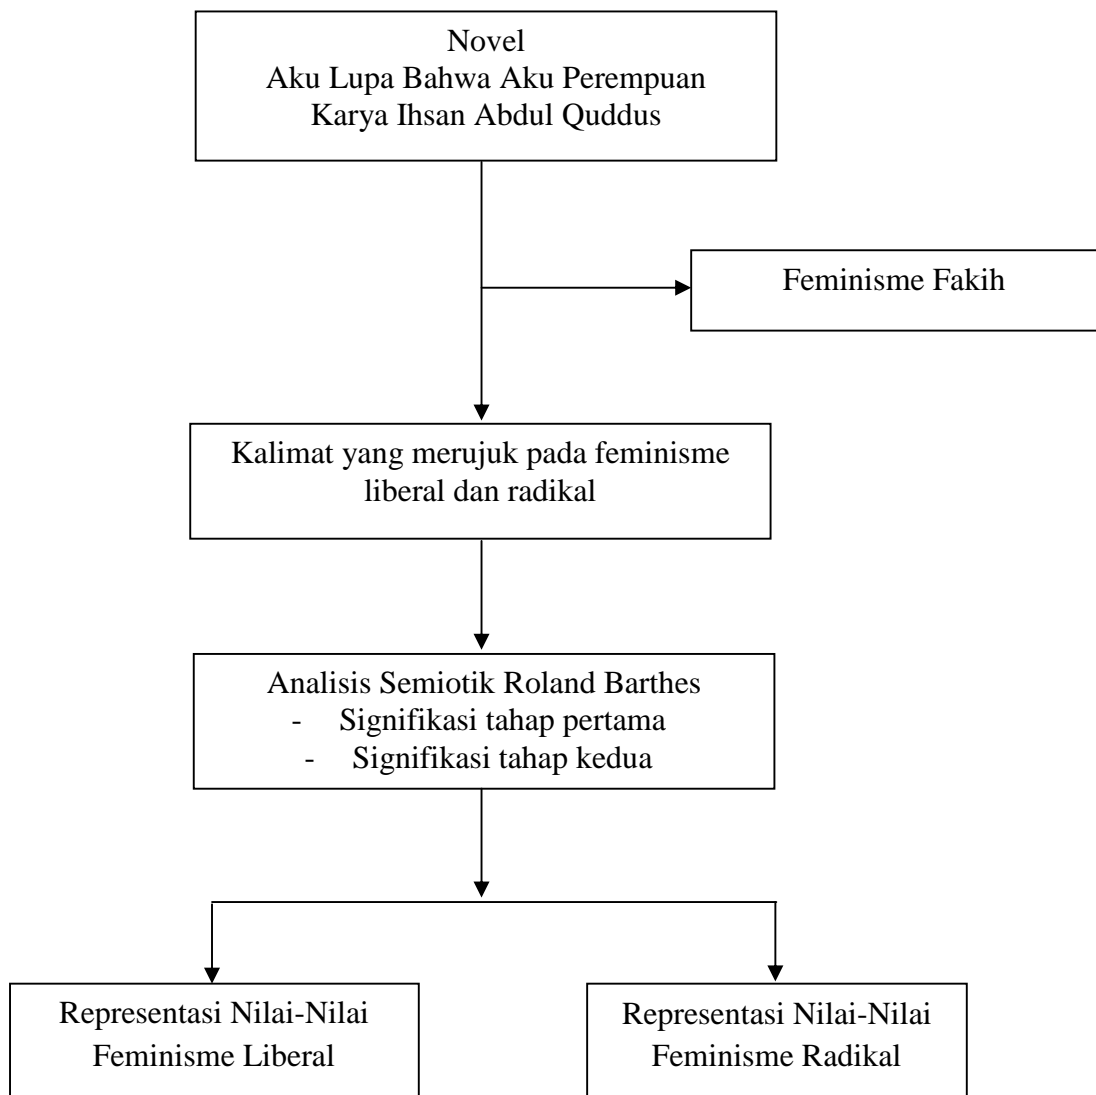 Novel
Aku Lupa Bahwa Aku Perempuan
Karya Ihsan Abdul Quddus
Feminisme Fakih
Kalimat yang merujuk pada feminisme
liberal dan radikal
Analisis Semiotik Roland Barthes
- Signifikasi tahap pertama
- Signifikasi tahap kedua
Representasi Nilai-Nilai
Feminisme Liberal
Representasi Nilai-Nilai
Feminisme Radikal